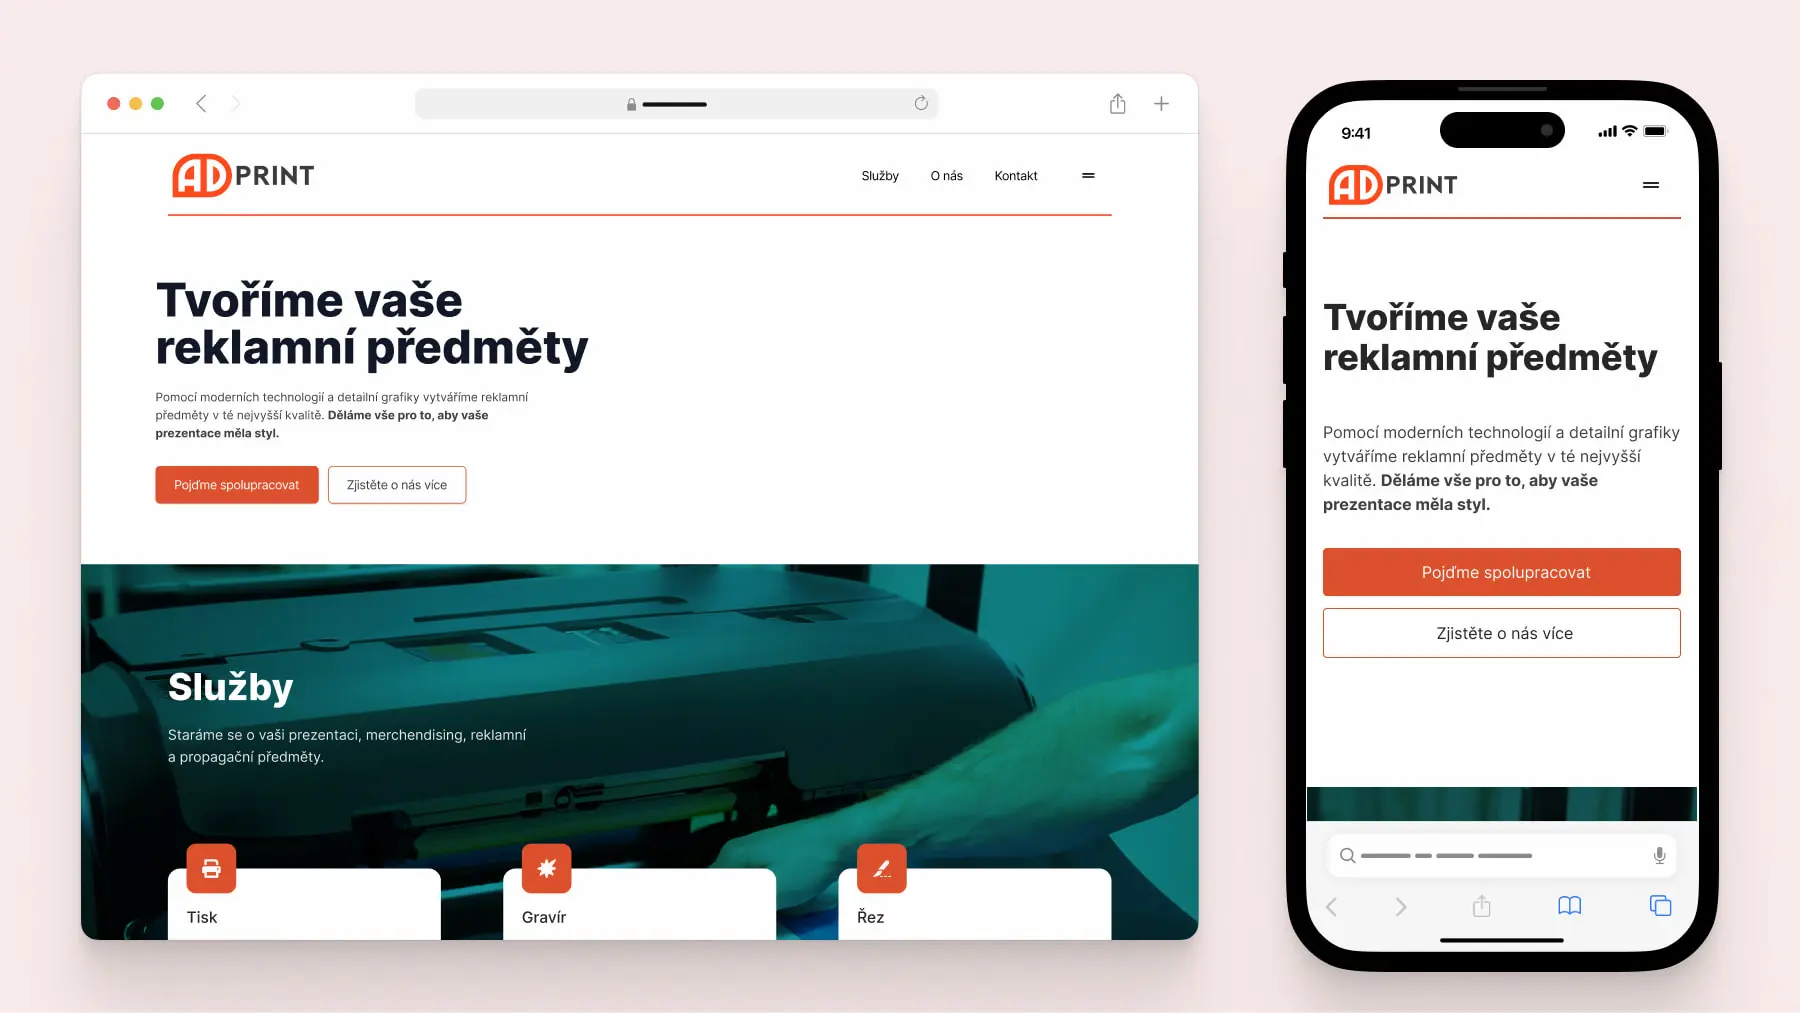 AD PRINT
Služby
O nás
Kontakt
Tvoříme vaše
reklamní předměty
Pomocí moderních technologií a detailní grafiky vytváříme reklamní
předměty v té nejvyšší kvalitě. Děláme vše pro to, aby vaše
prezentace měla styl.
Pojďme spolupracovat
Zjistěte o nás více
Služby
Staráme se o vaši prezentaci, merchendising, reklamní
a propagační předměty.
Tisk
Gravír
Řez
9:41
AD PRINT
Tvoříme vaše
reklamní předměty
Pomocí moderních technologií a detailní grafiky
vytváříme reklamní předměty v té nejvyšší
kvalitě. Děláme vše pro to, aby vaše
prezentace měla styl.
Pojďme spolupracovat
Zjistěte o nás více